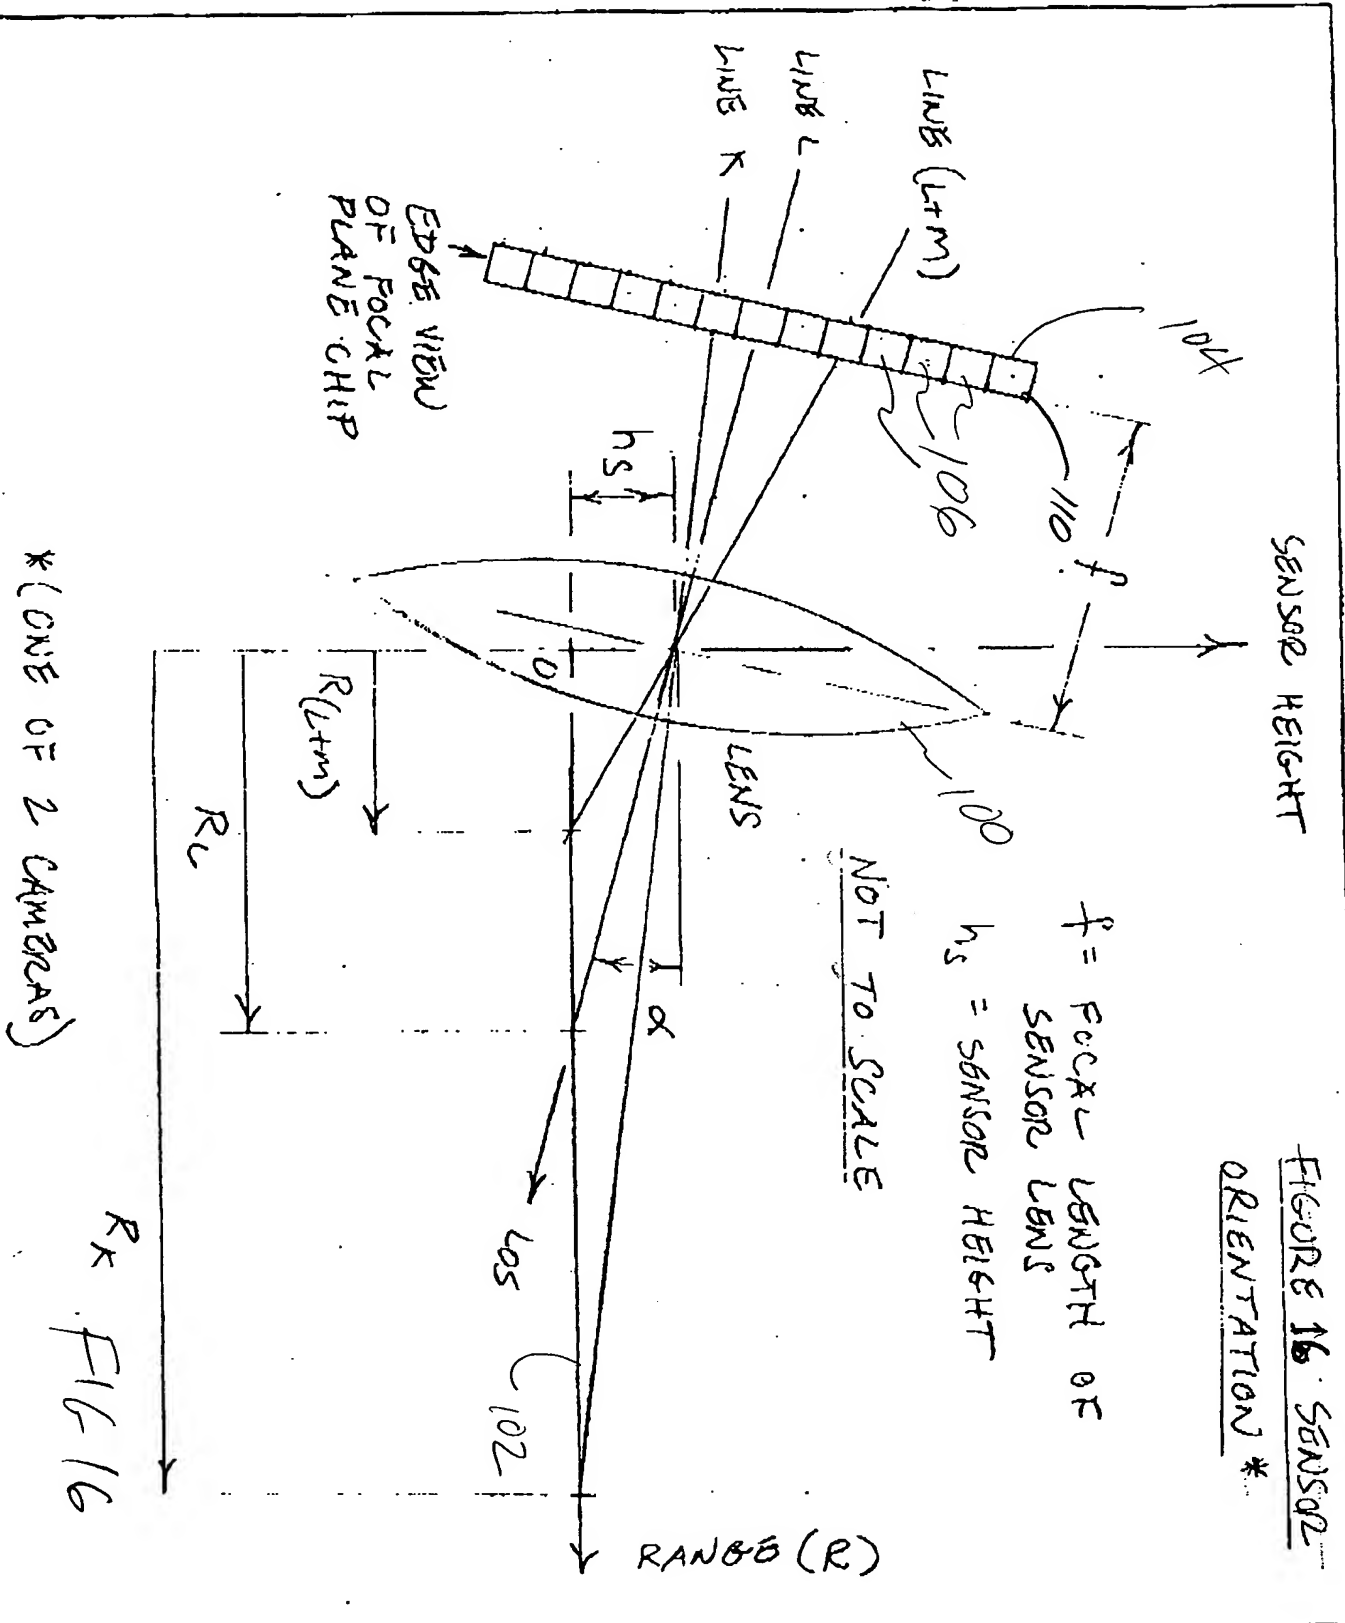 FIGURE 16. SENSOR
ORIENTATION *
SENSOR HEIGHT
f = FOCAL LENGTH OF
SENSOR LENS
hs = SENSOR HEIGHT
NOT TO SCALE
LINE (L+M)
LINE L
LINE K
104
106
110
f
100
LENS
EDGE VIEW
OF FOCAL
PLANE CHIP
hs
α
0
R(L+M)
RL
RK
LOS
102
RANGE (R)
*(ONE OF 2 CAMERAS)
FIG 16